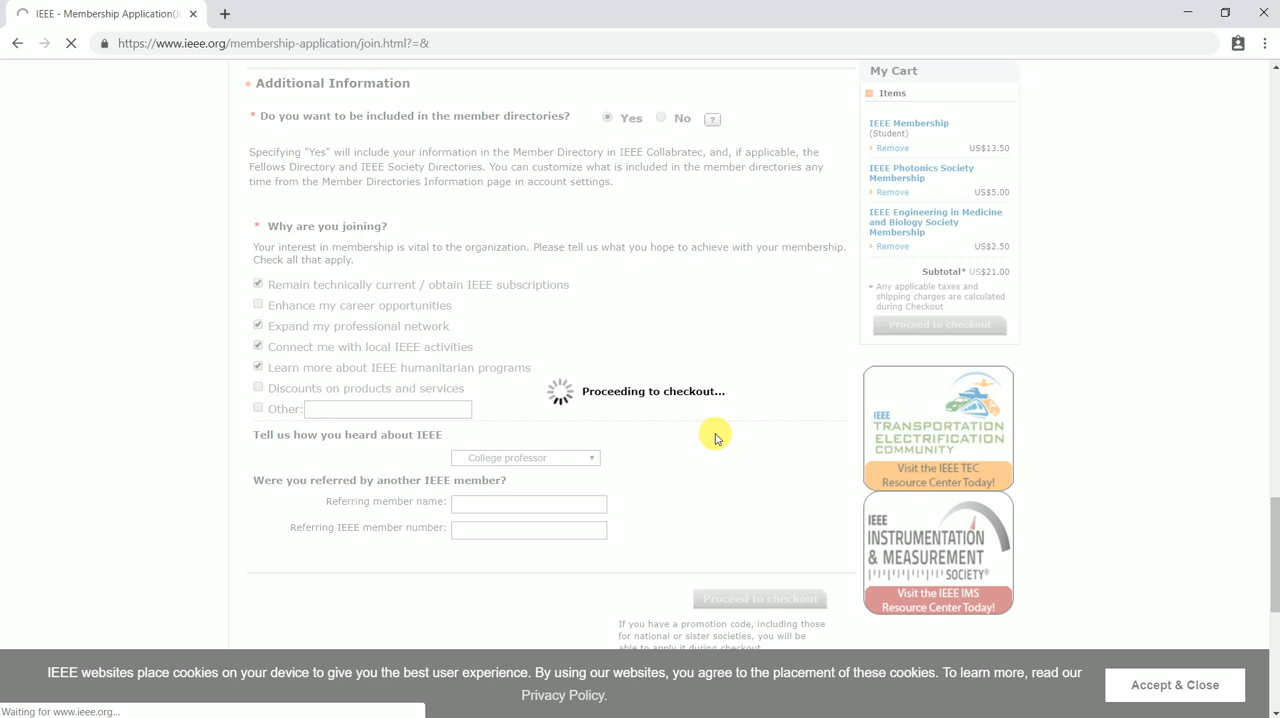 IEEE - Membership Application(J
https://www.ieee.org/membership-application/join.html?=&
Additional Information
* Do you want to be included in the member directories? Yes No ?
Specifying "Yes" will include your information in the Member Directory in IEEE Collabratec, and, if applicable, the
Fellows Directory and IEEE Society Directories. You can customize what is included in the member directories any
time from the Member Directories Information page in account settings.
* Why are you joining?
Your interest in membership is vital to the organization. Please tell us what you hope to achieve with your membership.
Check all that apply.
Remain technically current / obtain IEEE subscriptions
Enhance my career opportunities
Expand my professional network
Connect me with local IEEE activities
Learn more about IEEE humanitarian programs
Discounts on products and services
Other:
Proceeding to checkout...
Tell us how you heard about IEEE
College professor
Were you referred by another IEEE member?
Referring member name:
Referring IEEE member number:
Proceed to checkout
If you have a promotion code, including those
for national or sister societies, you will be
able to apply it during checkout.
My Cart
Items
IEEE Membership
(Student)
Remove US$13.50
IEEE Photonics Society
Membership
Remove US$5.00
IEEE Engineering in Medicine
and Biology Society
Membership
Remove US$2.50
Subtotal* US$21.00
* Any applicable taxes and
shipping charges are calculated
during Checkout
Proceed to checkout
IEEE
TRANSPORTATION
ELECTRIFICATION
COMMUNITY
Visit the IEEE TEC
Resource Center Today!
IEEE
INSTRUMENTATION
& MEASUREMENT
SOCIETY®
Visit the IEEE IMS
Resource Center Today!
IEEE websites place cookies on your device to give you the best user experience. By using our websites, you agree to the placement of these cookies. To learn more, read our
Privacy Policy.
Accept & Close
Waiting for www.ieee.org...